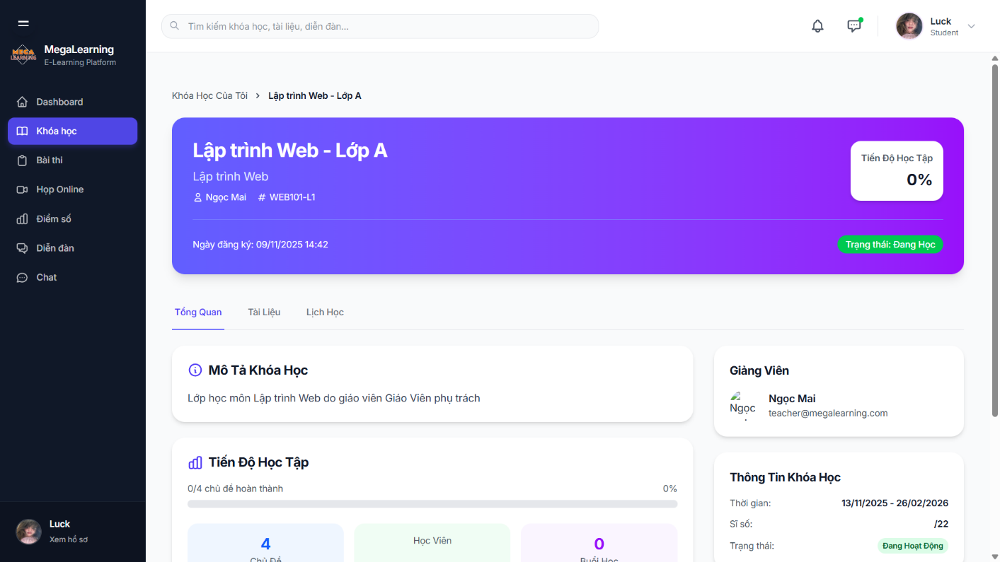 MEGA
LEARNING
MegaLearning
E-Learning Platform
Dashboard
Khóa học
Bài thi
Họp Online
Điểm số
Diễn đàn
Chat
Luck
Xem hồ sơ
Tìm kiếm khóa học, tài liệu, diễn đàn...
Luck
Student
Khóa Học Của Tôi > Lập trình Web - Lớp A
Lập trình Web - Lớp A
Lập trình Web
Ngọc Mai # WEB101-L1
Tiến Độ Học Tập
0%
Ngày đăng ký: 09/11/2025 14:42
Trạng thái: Đang Học
Tổng Quan
Tài Liệu
Lịch Học
Mô Tả Khóa Học
Lớp học môn Lập trình Web do giáo viên Giáo Viên phụ trách
Tiến Độ Học Tập
0/4 chủ đề hoàn thành
0%
4
Chủ Đề
Học Viên
0
Buổi Học
Giảng Viên
Ngọc
Ngọc Mai
teacher@megalearning.com
Thông Tin Khóa Học
Thời gian: 13/11/2025 - 26/02/2026
Sĩ số: /22
Trạng thái: Đang Hoạt Động